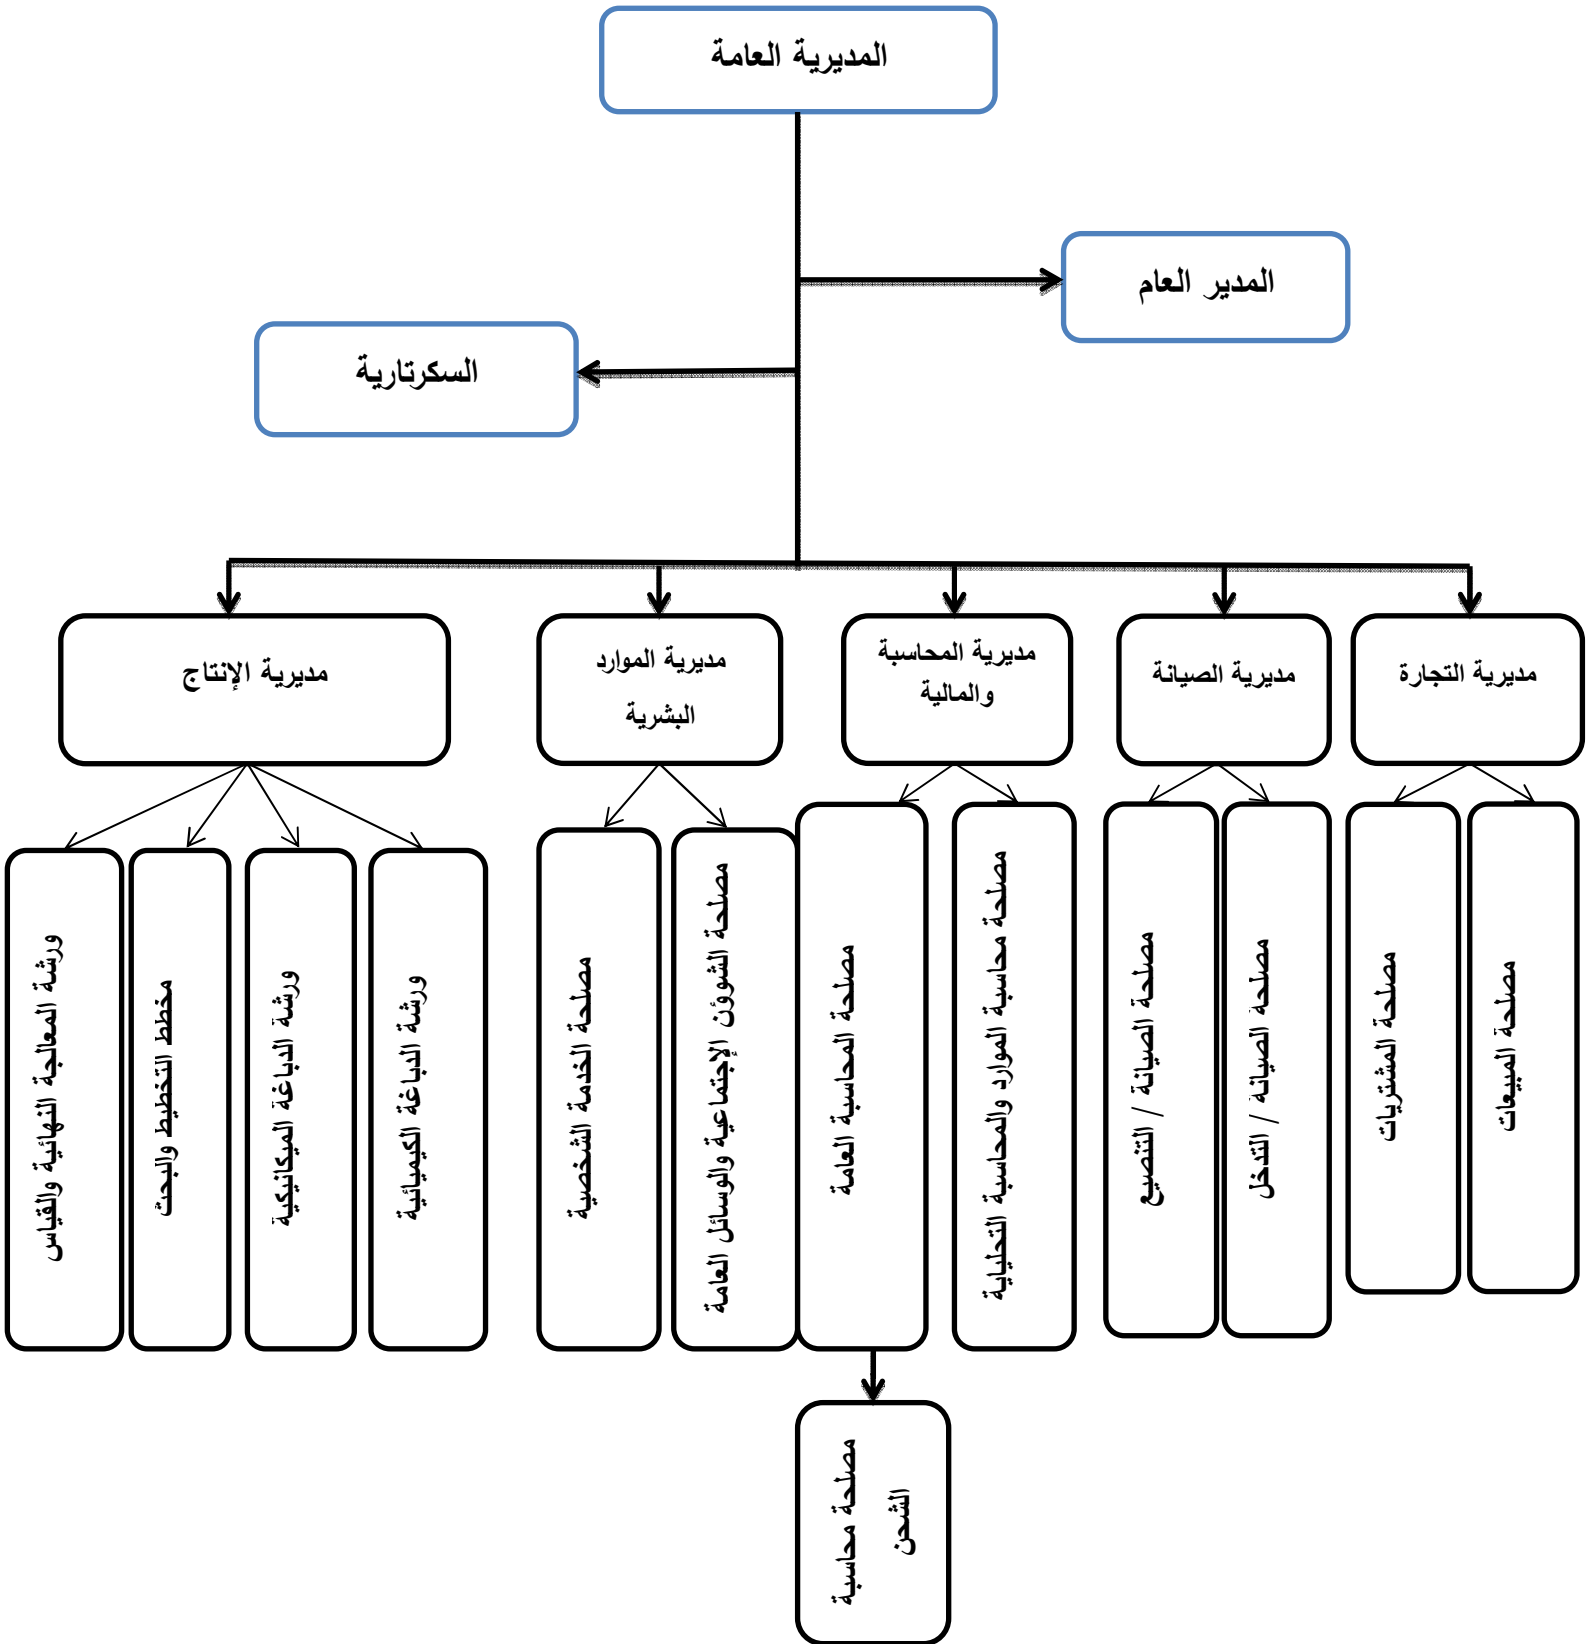 المديرية العامة
المدير العام
السكرتارية
مديرية التجارة
مديرية الصيانة
مديرية المحاسبة
والمالية
مديرية الموارد
البشرية
مديرية الإنتاج
مصلحة المبيعات
مصلحة المشتريات
مصلحة الصيانة / التدخل
مصلحة الصيانة / التنصيع
مصلحة محاسبة الموارد والمحاسبة التحليلية
مصلحة المحاسبة العامة
مصلحة الشوؤن الإجتماعية والوسائل العامة
مصلحة الخدمة الشخصية
ورشة الدباغة الكيميائية
ورشة الدباغة الميكانيكية
مخطط التخطيط والبحث
ورشة المعالجة النهائية والقياس
مصلحة محاسبة
الشحن